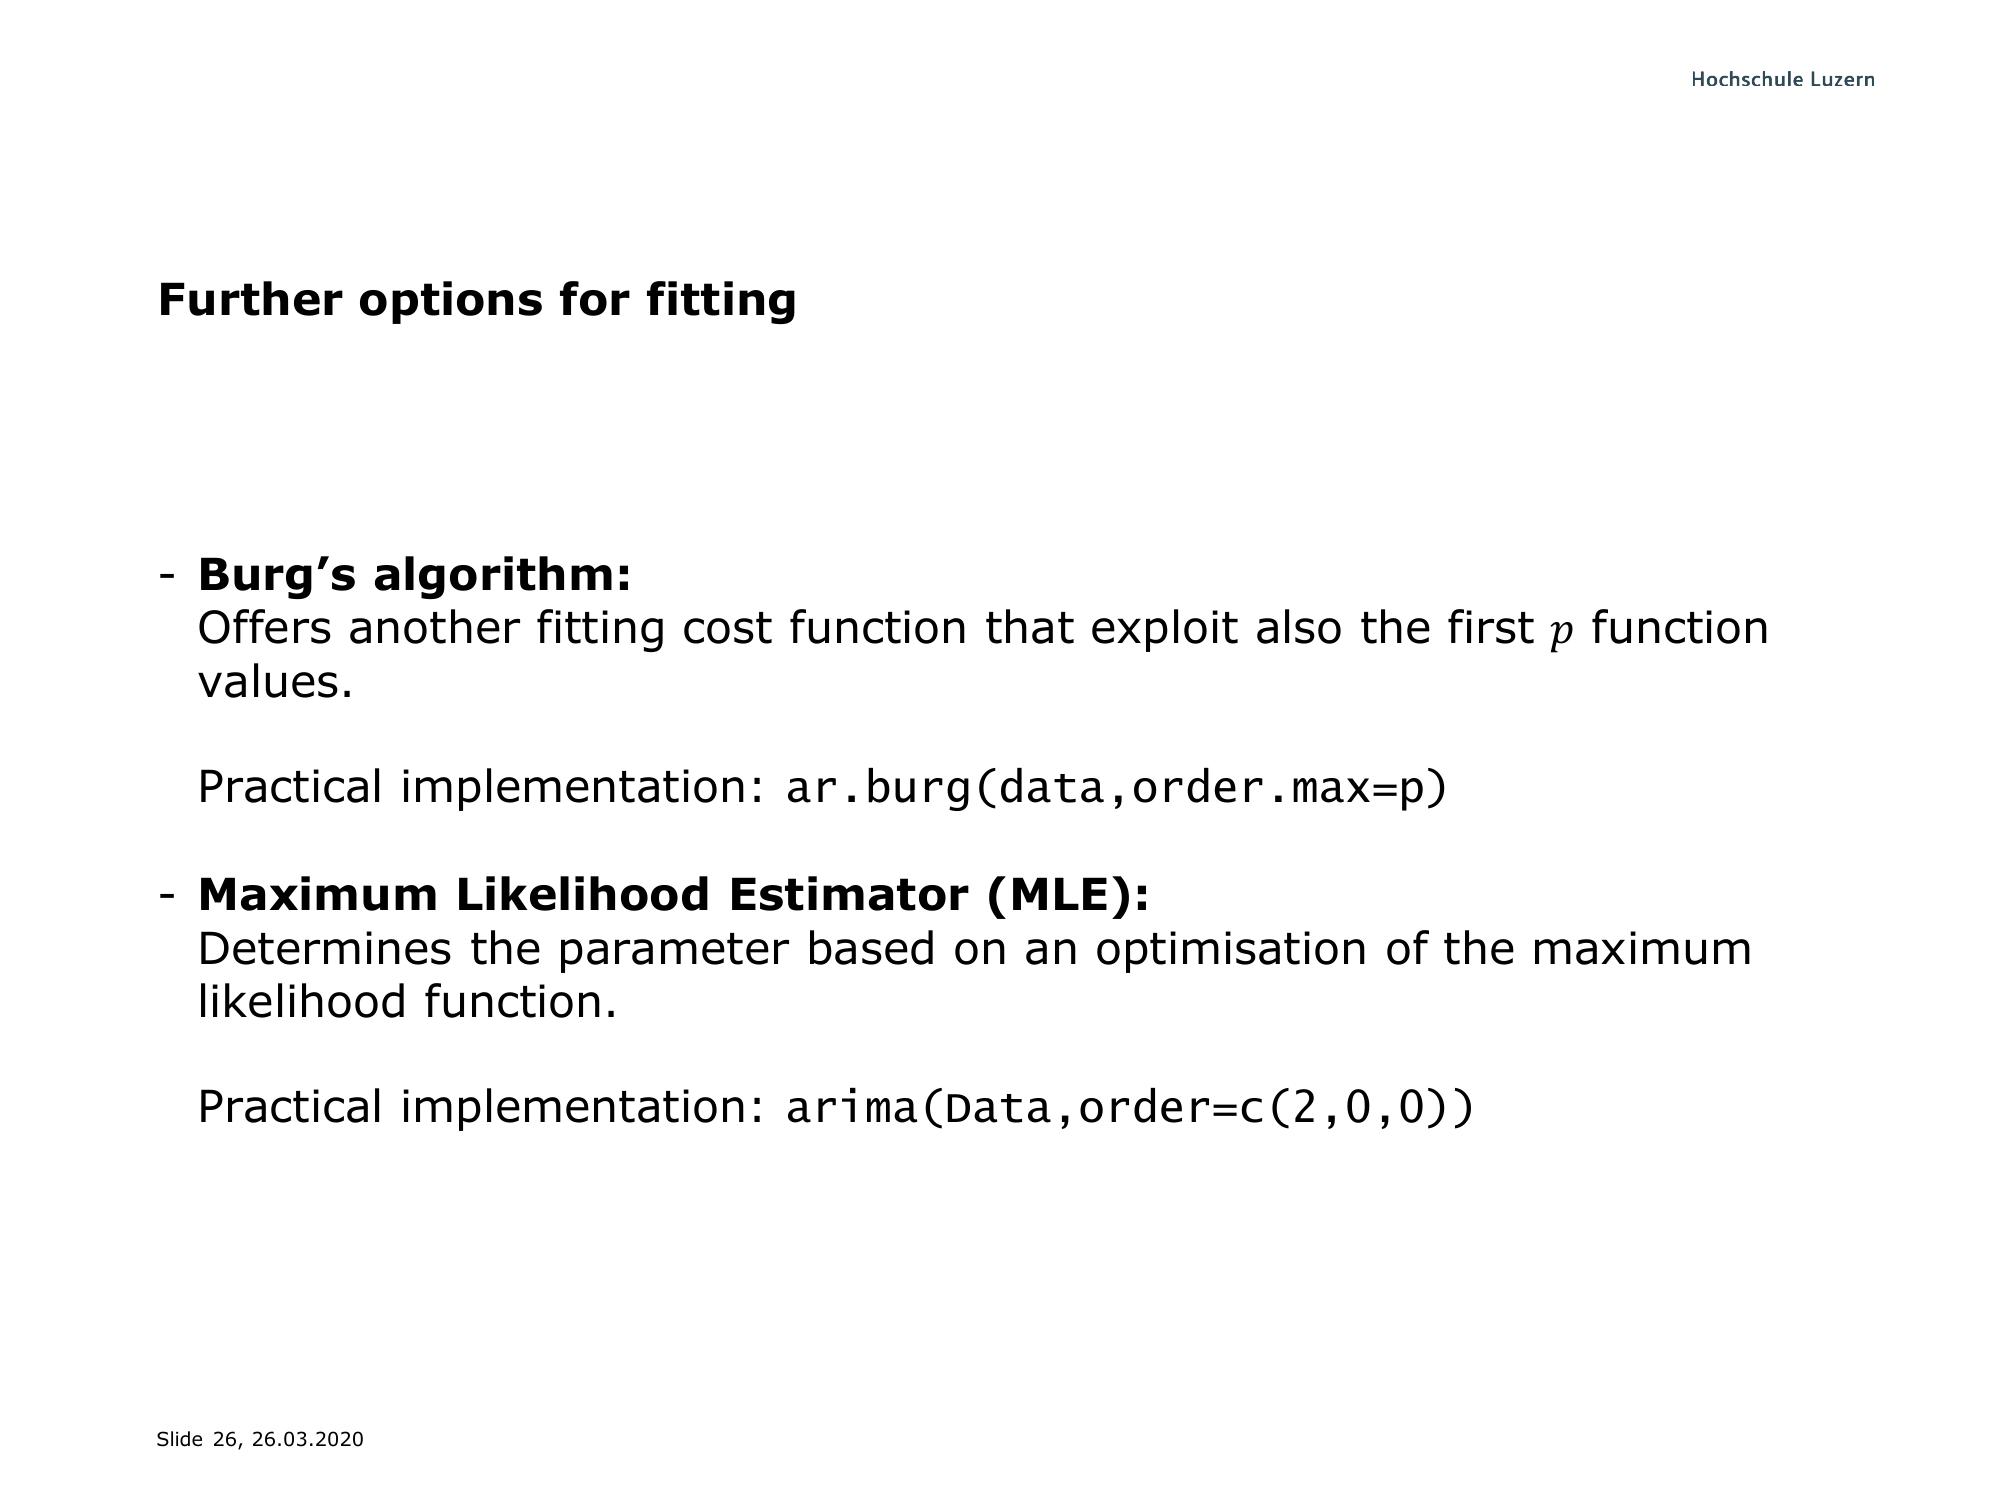 Hochschule Luzern
Further options for fitting
- Burg’s algorithm:
Offers another fitting cost function that exploit also the first p function
values.
Practical implementation: ar.burg(data,order.max=p)
- Maximum Likelihood Estimator (MLE):
Determines the parameter based on an optimisation of the maximum
likelihood function.
Practical implementation: arima(Data,order=c(2,0,0))
Slide 26, 26.03.2020